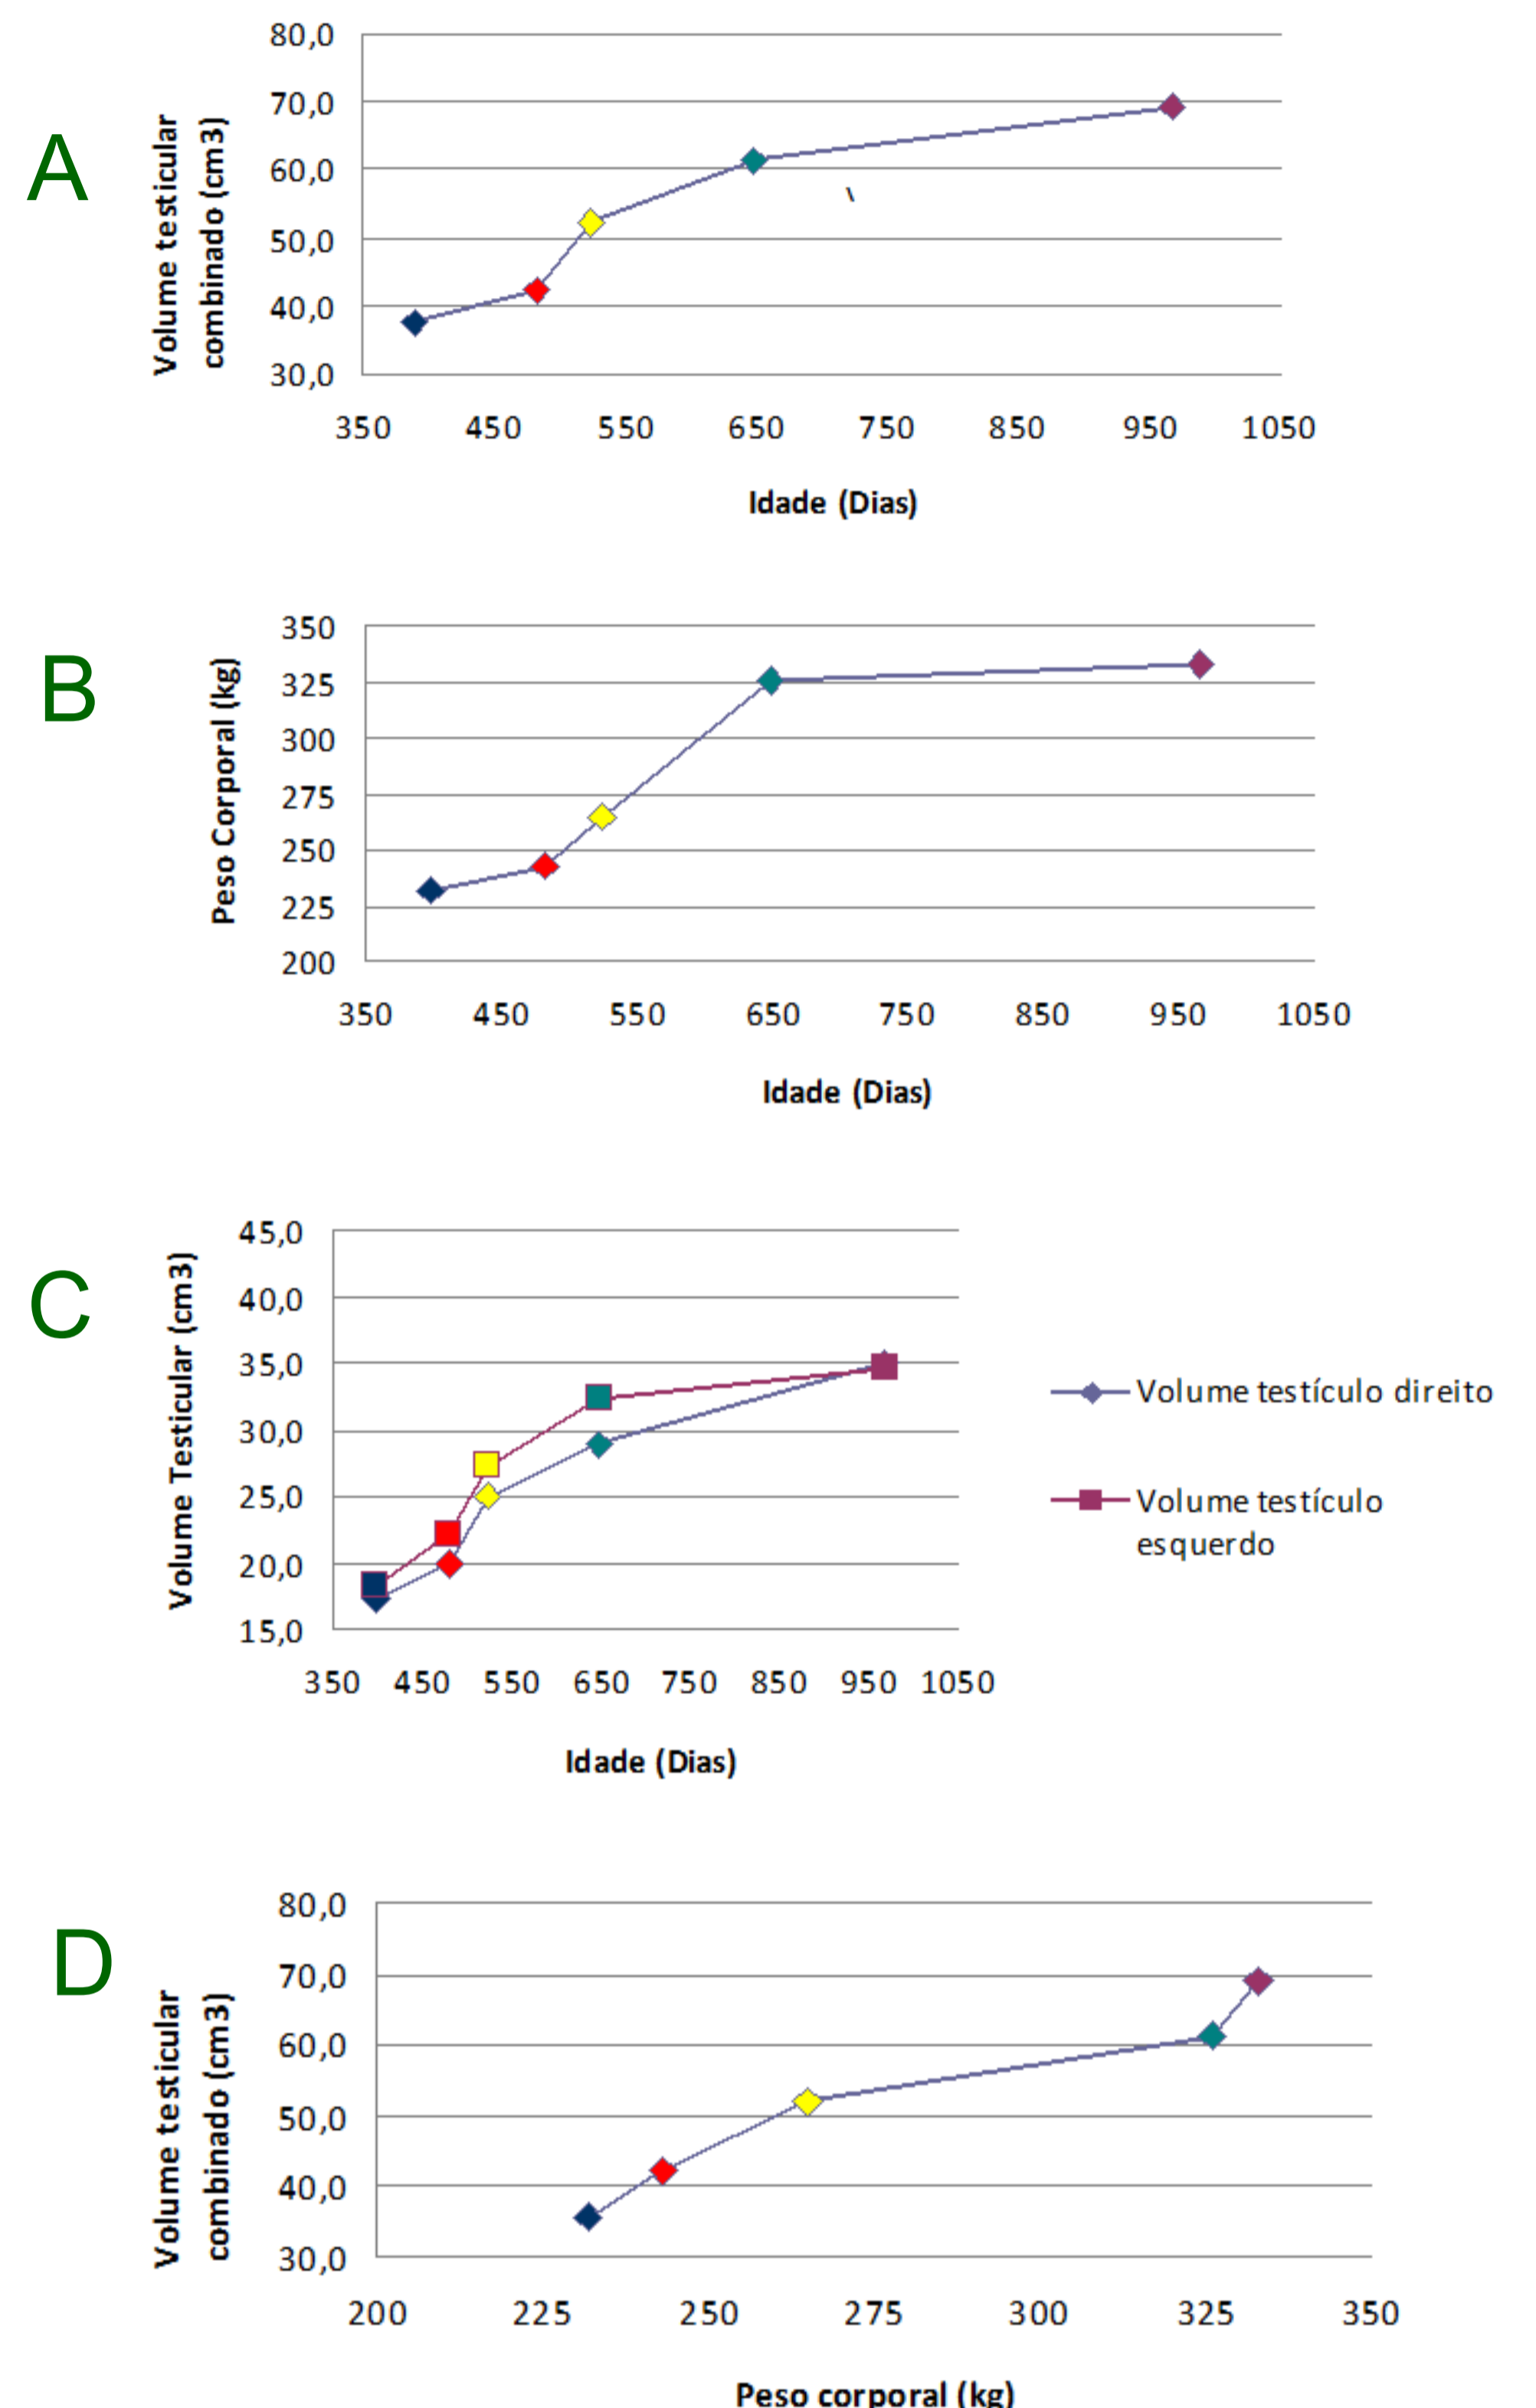 A
Volume testicular
combinado (cm3)
80,0
70,0
60,0
50,0
40,0
30,0
350 450 550 650 750 850 950 1050
Idade (Dias)
B
Peso Corporal (kg)
350
325
300
275
250
225
200
350 450 550 650 750 850 950 1050
Idade (Dias)
C
Volume Testicular (cm3)
45,0
40,0
35,0
30,0
25,0
20,0
15,0
350 450 550 650 750 850 950 1050
Idade (Dias)
Volume testículo direito
Volume testículo
esquerdo
D
Volume testicular
combinado (cm3)
80,0
70,0
60,0
50,0
40,0
30,0
200 225 250 275 300 325 350
Peso corporal (kg)